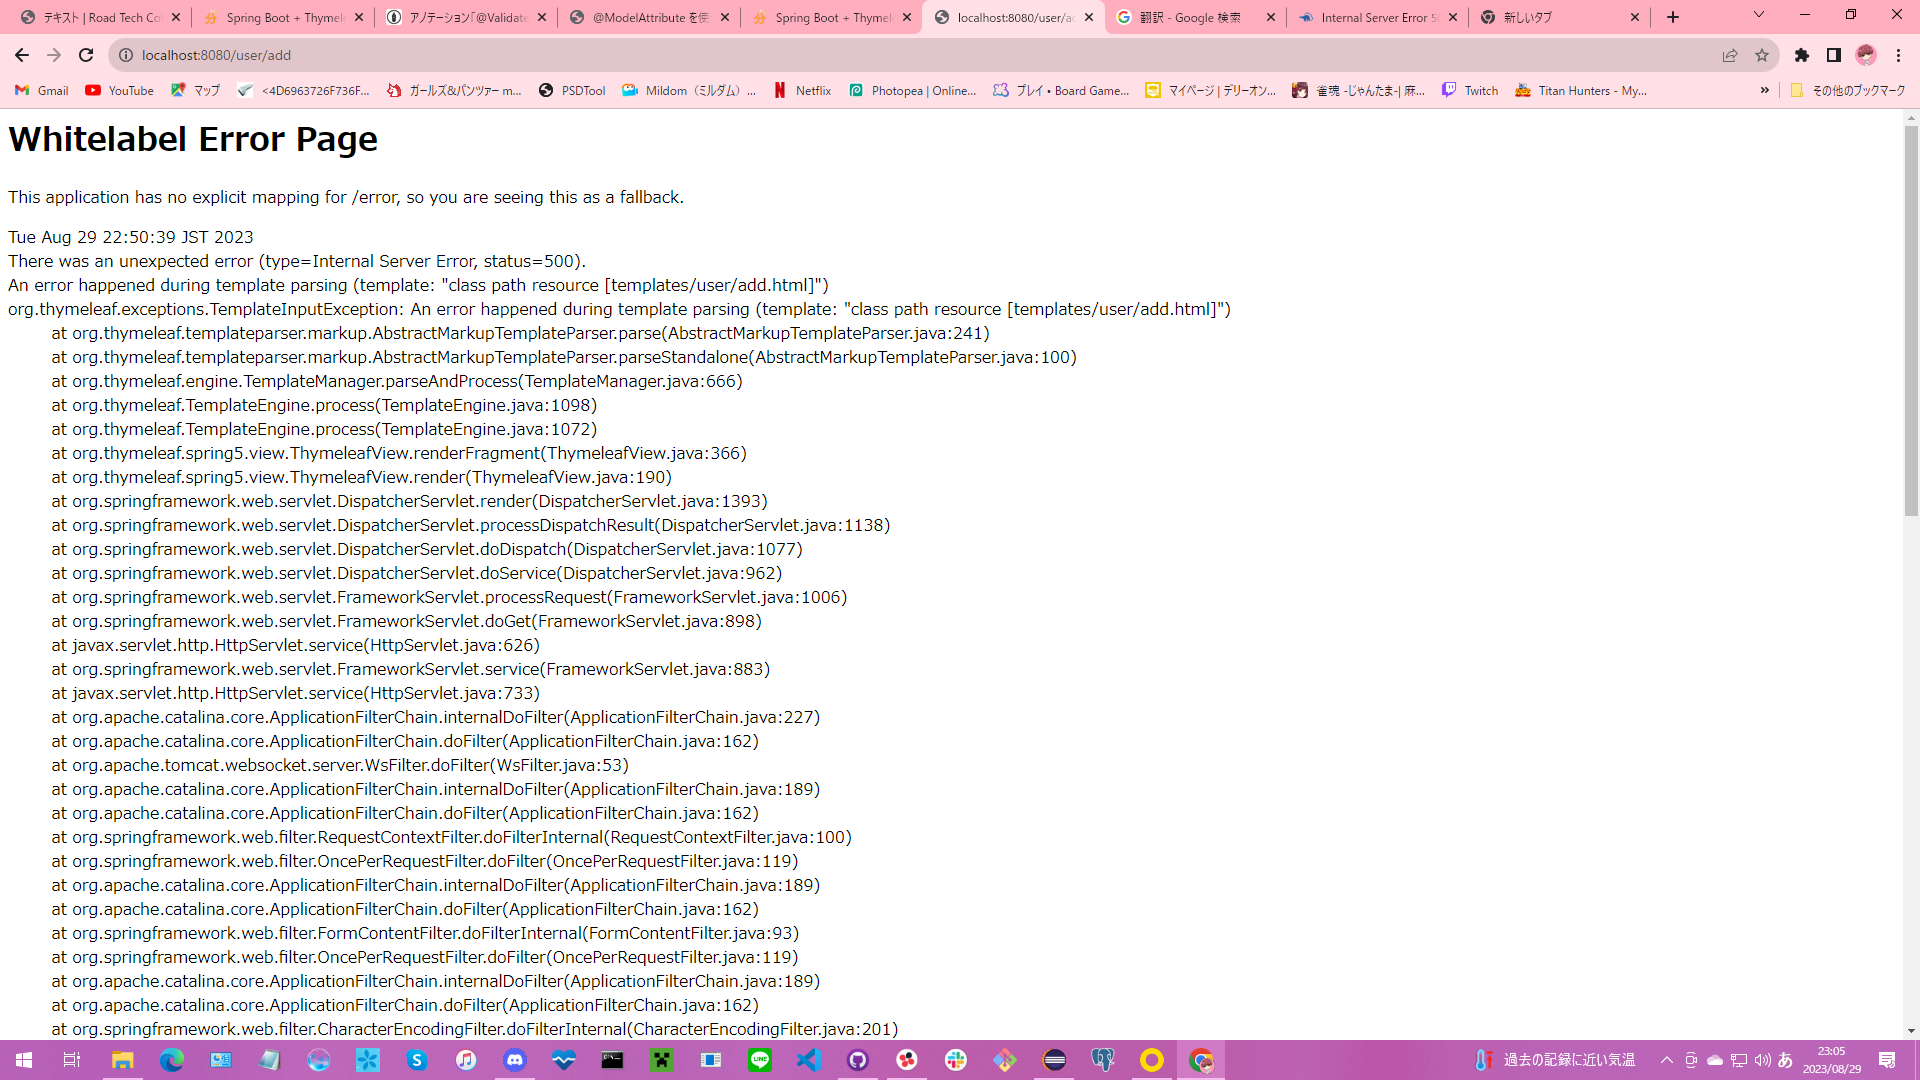 テキスト | Road Tech Col
Spring Boot + Thymele
アノテーション「@Validate
@ModelAttribute を使
Spring Boot + Thymel
localhost:8080/user/ac
翻訳 - Google 検索
Internal Server Error 5
新しいタブ
localhost:8080/user/add
Gmail
YouTube
マップ
<4D6963726F736F...
ガールズ&パンツァー m...
PSDTool
Mildom（ミルダム）...
Netflix
Photopea | Online...
プレイ • Board Game...
マイページ | デリーオン...
雀魂 -じゃんたま-| 麻...
Twitch
Titan Hunters - My...
その他のブックマーク
Whitelabel Error Page
This application has no explicit mapping for /error, so you are seeing this as a fallback.
Tue Aug 29 22:50:39 JST 2023
There was an unexpected error (type=Internal Server Error, status=500).
An error happened during template parsing (template: "class path resource [templates/user/add.html]")
org.thymeleaf.exceptions.TemplateInputException: An error happened during template parsing (template: "class path resource [templates/user/add.html]")
at org.thymeleaf.templateparser.markup.AbstractMarkupTemplateParser.parse(AbstractMarkupTemplateParser.java:241)
at org.thymeleaf.templateparser.markup.AbstractMarkupTemplateParser.parseStandalone(AbstractMarkupTemplateParser.java:100)
at org.thymeleaf.engine.TemplateManager.parseAndProcess(TemplateManager.java:666)
at org.thymeleaf.TemplateEngine.process(TemplateEngine.java:1098)
at org.thymeleaf.TemplateEngine.process(TemplateEngine.java:1072)
at org.thymeleaf.spring5.view.ThymeleafView.renderFragment(ThymeleafView.java:366)
at org.thymeleaf.spring5.view.ThymeleafView.render(ThymeleafView.java:190)
at org.springframework.web.servlet.DispatcherServlet.render(DispatcherServlet.java:1393)
at org.springframework.web.servlet.DispatcherServlet.processDispatchResult(DispatcherServlet.java:1138)
at org.springframework.web.servlet.DispatcherServlet.doDispatch(DispatcherServlet.java:1077)
at org.springframework.web.servlet.DispatcherServlet.doService(DispatcherServlet.java:962)
at org.springframework.web.servlet.FrameworkServlet.processRequest(FrameworkServlet.java:1006)
at org.springframework.web.servlet.FrameworkServlet.doGet(FrameworkServlet.java:898)
at javax.servlet.http.HttpServlet.service(HttpServlet.java:626)
at org.springframework.web.servlet.FrameworkServlet.service(FrameworkServlet.java:883)
at javax.servlet.http.HttpServlet.service(HttpServlet.java:733)
at org.apache.catalina.core.ApplicationFilterChain.internalDoFilter(ApplicationFilterChain.java:227)
at org.apache.catalina.core.ApplicationFilterChain.doFilter(ApplicationFilterChain.java:162)
at org.apache.tomcat.websocket.server.WsFilter.doFilter(WsFilter.java:53)
at org.apache.catalina.core.ApplicationFilterChain.internalDoFilter(ApplicationFilterChain.java:189)
at org.apache.catalina.core.ApplicationFilterChain.doFilter(ApplicationFilterChain.java:162)
at org.springframework.web.filter.RequestContextFilter.doFilterInternal(RequestContextFilter.java:100)
at org.springframework.web.filter.OncePerRequestFilter.doFilter(OncePerRequestFilter.java:119)
at org.apache.catalina.core.ApplicationFilterChain.internalDoFilter(ApplicationFilterChain.java:189)
at org.apache.catalina.core.ApplicationFilterChain.doFilter(ApplicationFilterChain.java:162)
at org.springframework.web.filter.FormContentFilter.doFilterInternal(FormContentFilter.java:93)
at org.springframework.web.filter.OncePerRequestFilter.doFilter(OncePerRequestFilter.java:119)
at org.apache.catalina.core.ApplicationFilterChain.internalDoFilter(ApplicationFilterChain.java:189)
at org.apache.catalina.core.ApplicationFilterChain.doFilter(ApplicationFilterChain.java:162)
at org.springframework.web.filter.CharacterEncodingFilter.doFilterInternal(CharacterEncodingFilter.java:201)
過去の記録に近い気温
あ
23:05
2023/08/29